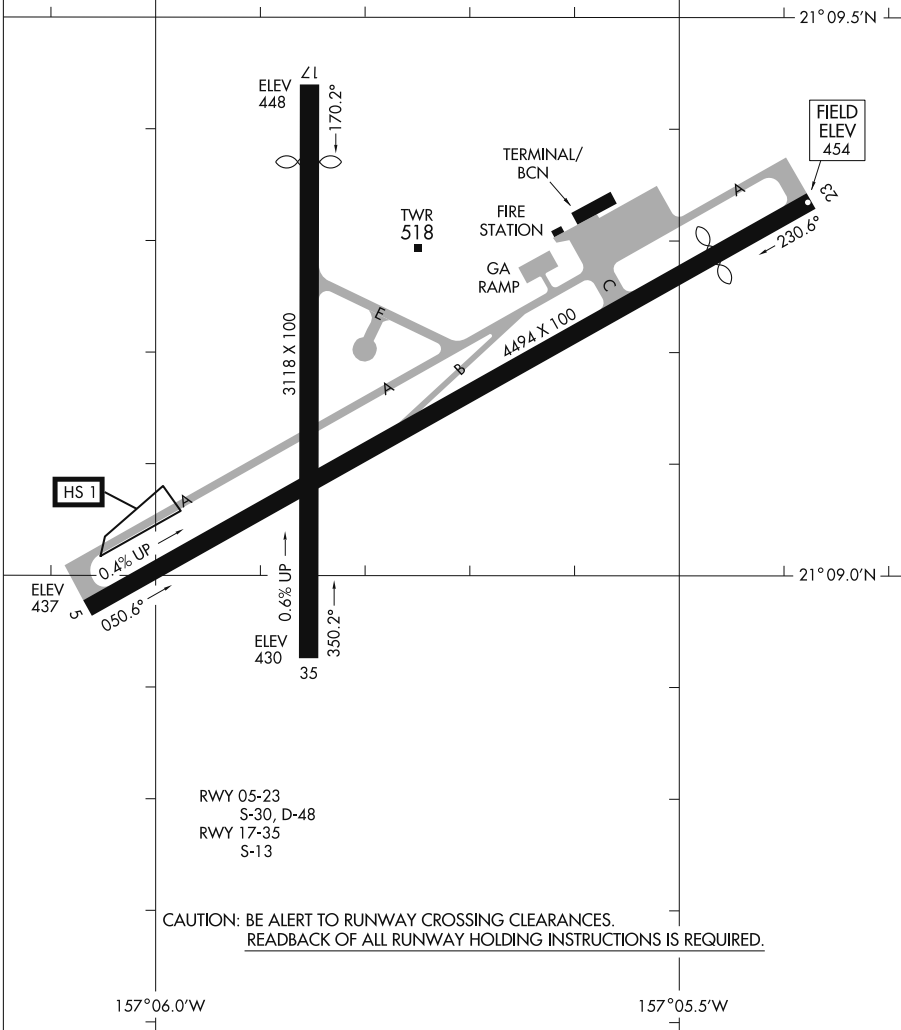 21°09.5'N
17
ELEV
448
170.2°
FIELD
ELEV
454
TERMINAL/
BCN
A
23
TWR
518
FIRE
STATION
230.6°
GA
RAMP
C
E
4494 X 100
3118 X 100
B
A
HS 1
A
0.4% UP
21°09.0'N
ELEV
437
5
050.6°
0.6% UP
350.2°
ELEV
430
35
RWY 05-23
S-30, D-48
RWY 17-35
S-13
CAUTION: BE ALERT TO RUNWAY CROSSING CLEARANCES.
READBACK OF ALL RUNWAY HOLDING INSTRUCTIONS IS REQUIRED.
157°06.0'W
157°05.5'W